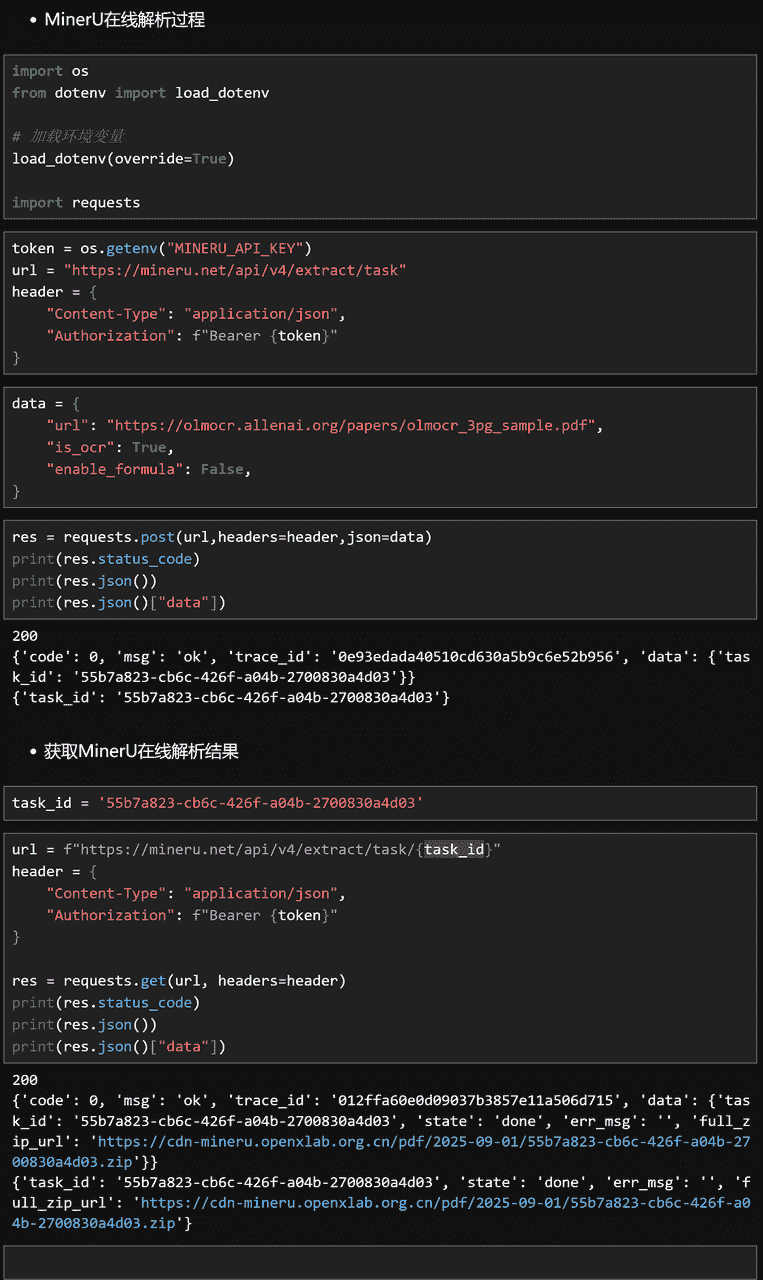 • MinerU在线解析过程
import os
from dotenv import load_dotenv
# 加载环境变量
load_dotenv(override=True)
import requests
token = os.getenv("MINERU_API_KEY")
url = "https://mineru.net/api/v4/extract/task"
header = {
    "Content-Type": "application/json",
    "Authorization": f"Bearer {token}"
}
data = {
    "url": "https://olmocr.allenai.org/papers/olmocr_3pg_sample.pdf",
    "is_ocr": True,
    "enable_formula": False,
}
res = requests.post(url,headers=header,json=data)
print(res.status_code)
print(res.json())
print(res.json()["data"])
200
{'code': 0, 'msg': 'ok', 'trace_id': '0e93edada40510cd630a5b9c6e52b956', 'data': {'tas
k_id': '55b7a823-cb6c-426f-a04b-2700830a4d03'}}
{'task_id': '55b7a823-cb6c-426f-a04b-2700830a4d03'}
• 获取MinerU在线解析结果
task_id = '55b7a823-cb6c-426f-a04b-2700830a4d03'
url = f"https://mineru.net/api/v4/extract/task/{task_id}"
header = {
    "Content-Type": "application/json",
    "Authorization": f"Bearer {token}"
}
res = requests.get(url, headers=header)
print(res.status_code)
print(res.json())
print(res.json()["data"])
200
{'code': 0, 'msg': 'ok', 'trace_id': '012ffa60e0d09037b3857e11a506d715', 'data': {'tas
k_id': '55b7a823-cb6c-426f-a04b-2700830a4d03', 'state': 'done', 'err_msg': '', 'full_z
ip_url': 'https://cdn-mineru.openxlab.org.cn/pdf/2025-09-01/55b7a823-cb6c-426f-a04b-27
00830a4d03.zip'}}
{'task_id': '55b7a823-cb6c-426f-a04b-2700830a4d03', 'state': 'done', 'err_msg': '', 'f
ull_zip_url': 'https://cdn-mineru.openxlab.org.cn/pdf/2025-09-01/55b7a823-cb6c-426f-a0
4b-2700830a4d03.zip'}